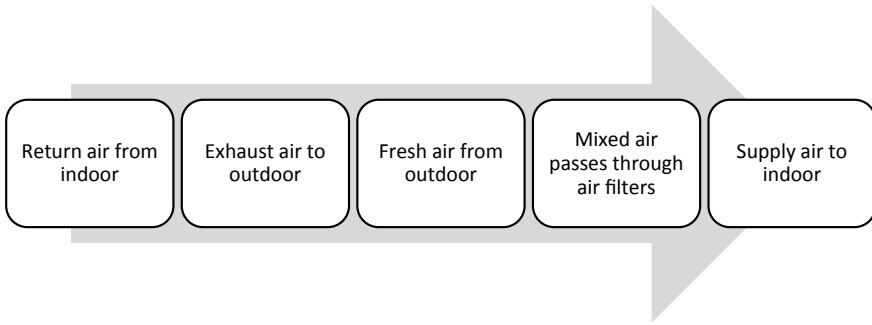 Return air from
indoor
Exhaust air to
outdoor
Fresh air from
outdoor
Mixed air
passes through
air filters
Supply air to
indoor